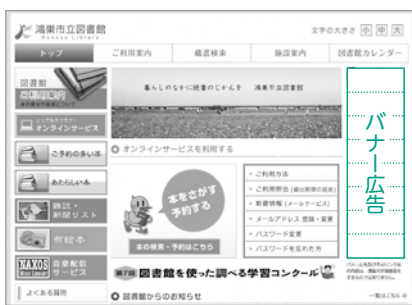 鴻巣市立図書館
Konosu Library
文字の大きさ 小 中 大
トップ
ご利用案内
蔵書検索
施設案内
図書館カレンダー
図書館
暮らしのなかに読書のじかんを 鴻巣市立図書館
オンラインサービス
オンラインサービスを利用する
ご予約の多い本
あたらしい本
雑誌・
新聞リスト
NAXOS 音楽配信
サービス
よくある質問
本をさがす
予約する
本の検索・予約はこちら
ご利用方法
新着情報(メールサービス)
メールアドレス 登録・変更
パスワード変更
パスワードを忘れた方
第7回 図書館を使った調べる学習コンクール
図書館からのお知らせ
一覧はこちら
バナー広告